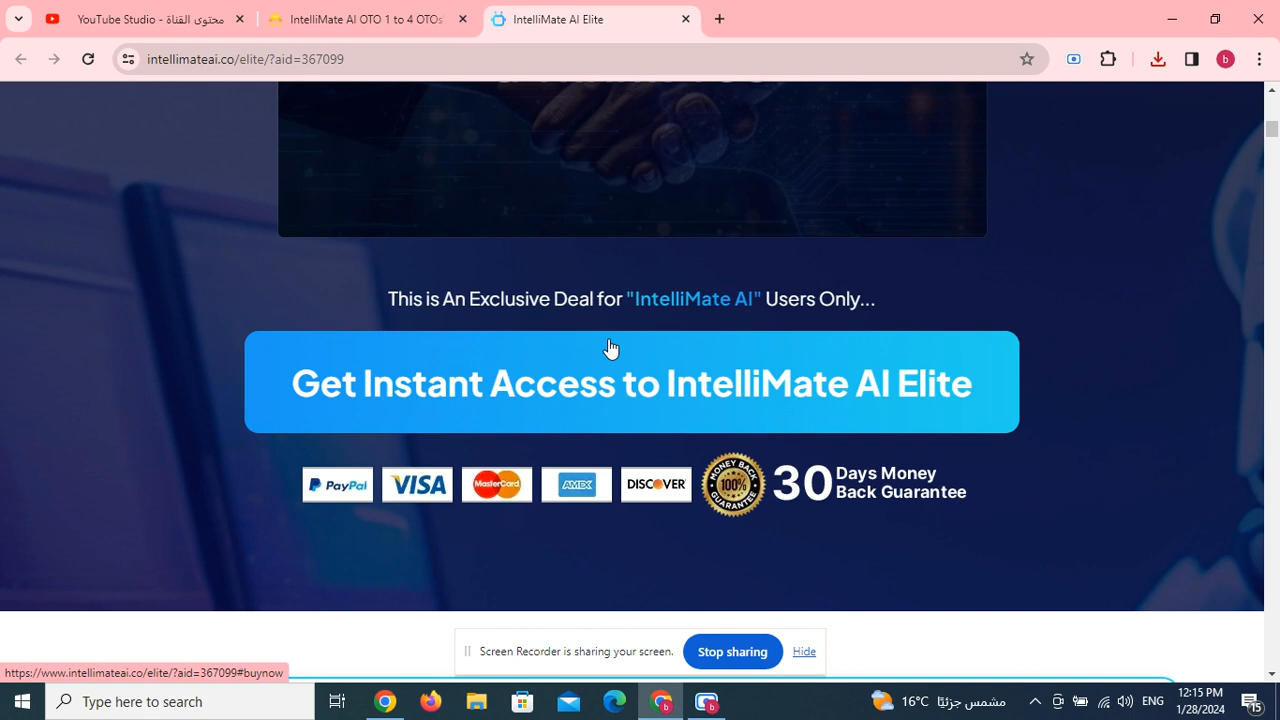 YouTube Studio - محتوى القناة
IntelliMate AI OTO 1 to 4 OTOs
IntelliMate AI Elite
intellimateai.co/elite/?aid=367099
b
This is An Exclusive Deal for "IntelliMate AI" Users Only...
Get Instant Access to IntelliMate AI Elite
PayPal
VISA
MasterCard
AMEX
DISCOVER
MONEY BACK
100%
GUARANTEE
30 Days Money
Back Guarantee
Screen Recorder is sharing your screen.
Stop sharing
Hide
https://www.intellimateai.co/elite/?aid=367099#buynow
Type here to search
b
b
16°C مشمس جزئيًا
ENG
12:15 PM
1/28/2024
15